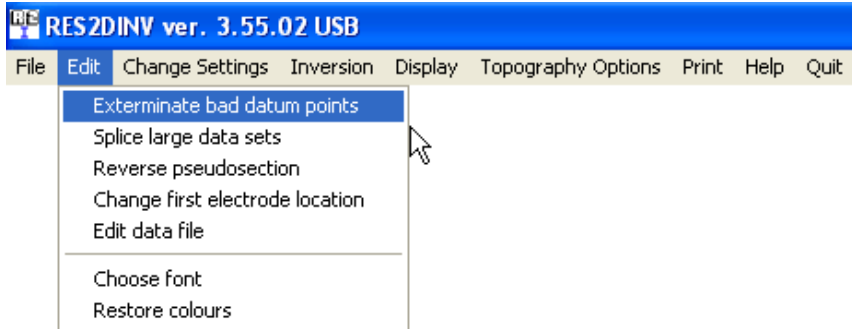 RES2DINV ver. 3.55.02 USB
File Edit Change Settings Inversion Display Topography Options Print Help Quit
Exterminate bad datum points
Splice large data sets
Reverse pseudosection
Change first electrode location
Edit data file
Choose font
Restore colours